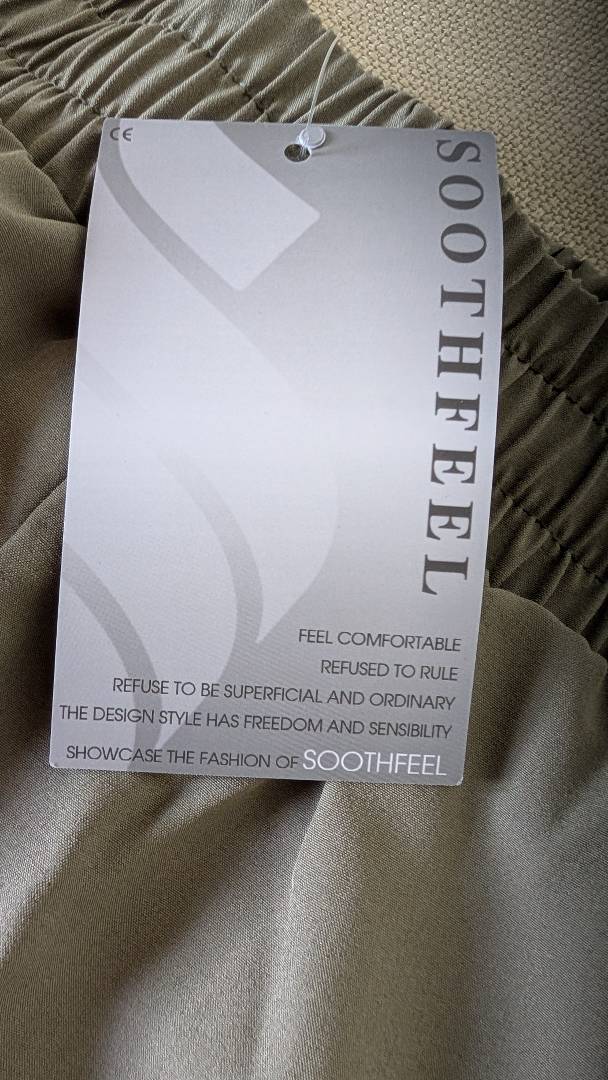 CE
SOOTHFEEL
FEEL COMFORTABLE
REFUSED TO RULE
REFUSE TO BE SUPERFICIAL AND ORDINARY
THE DESIGN STYLE HAS FREEDOM AND SENSIBILITY
SHOWCASE THE FASHION OF SOOTHFEEL